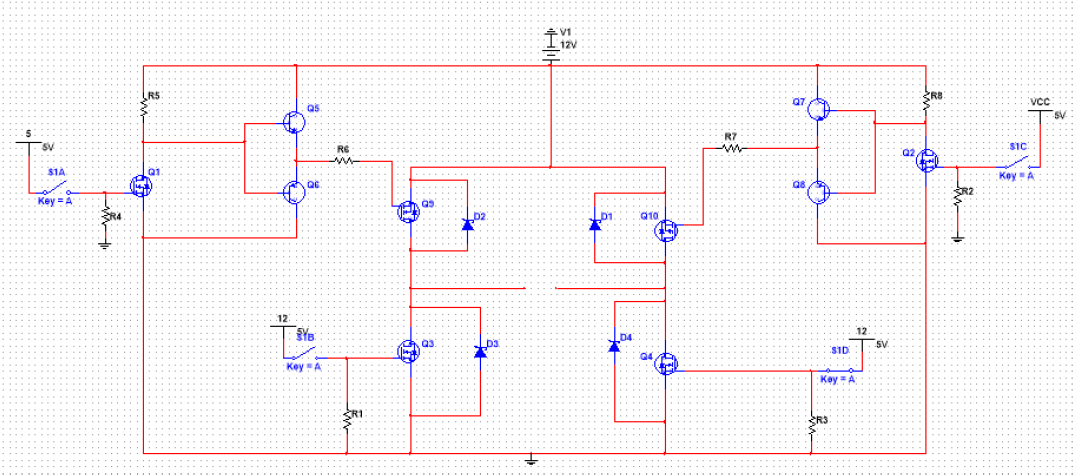 V1
12V
R5
Q5
Q7
R8
VCC
5V
5
5V
S1A
Key = A
Q1
R4
Q6
R6
R7
Q8
Q2
S1C
Key = A
R2
Q9
D2
D1
Q10
12
5V
S1B
Key = A
Q3
D3
D4
Q4
12
5V
S1D
Key = A
R1
R3